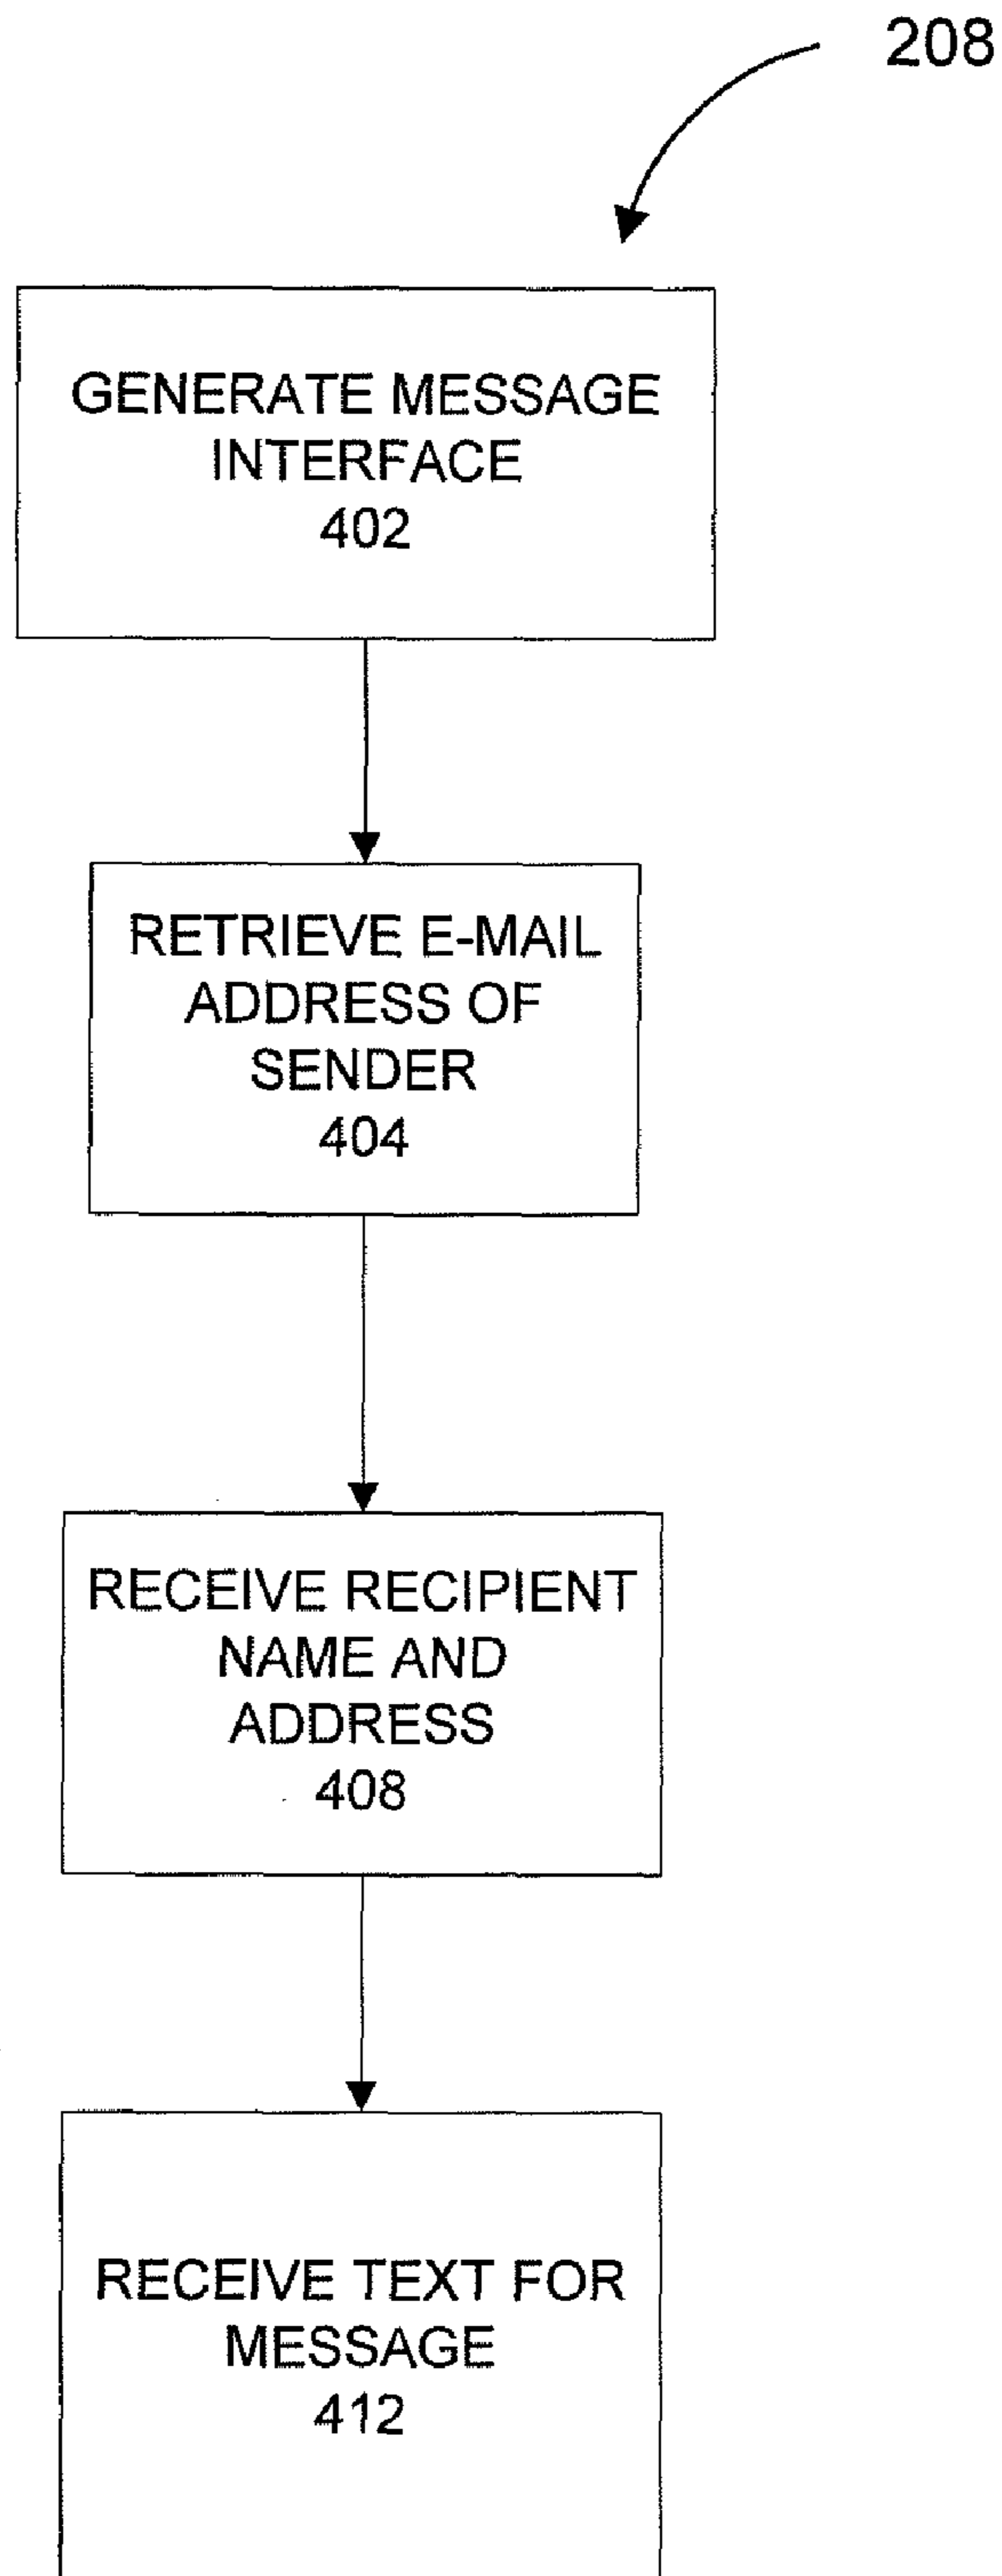 208
GENERATE MESSAGE
INTERFACE
402
RETRIEVE E-MAIL
ADDRESS OF
SENDER
404
RECEIVE RECIPIENT
NAME AND
ADDRESS
408
RECEIVE TEXT FOR
MESSAGE
412